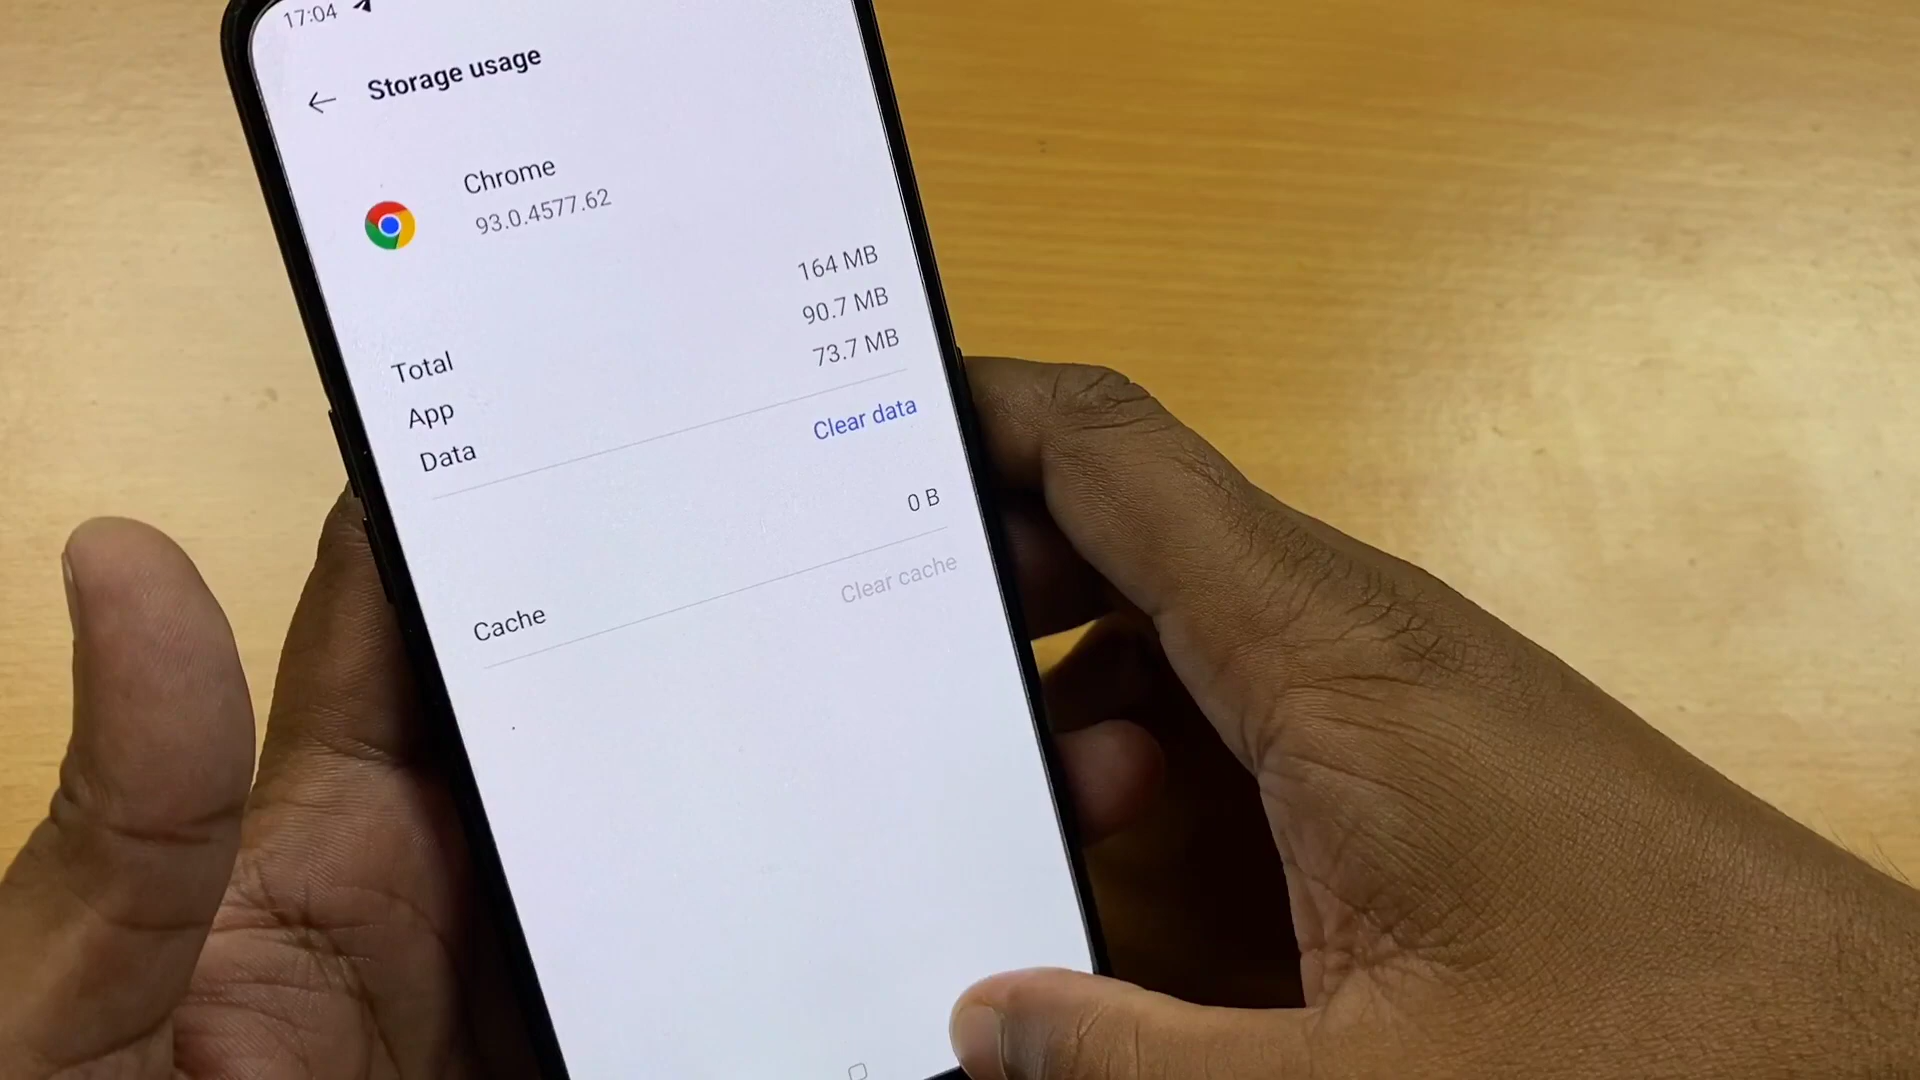 17:04
Storage usage
Chrome
93.0.4577.62
Total 164 MB
App 90.7 MB
Data 73.7 MB
Clear data
Cache 0 B
Clear cache